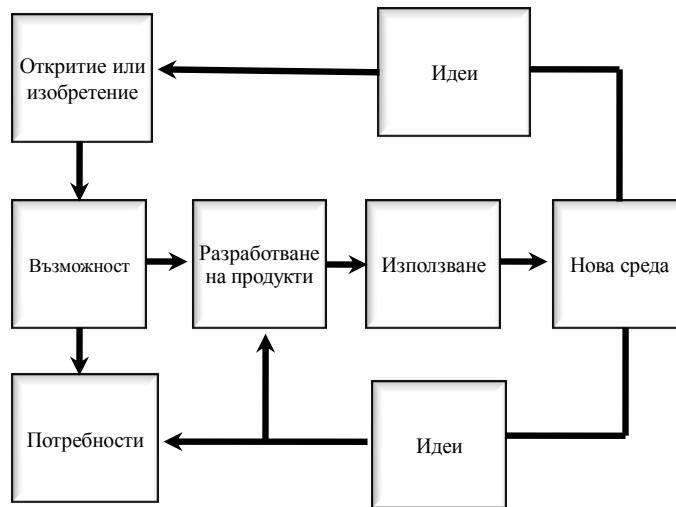 Откритие или
изобретение
Идеи
Възможност
Разработване
на продукти
Използване
Нова среда
Потребности
Идеи